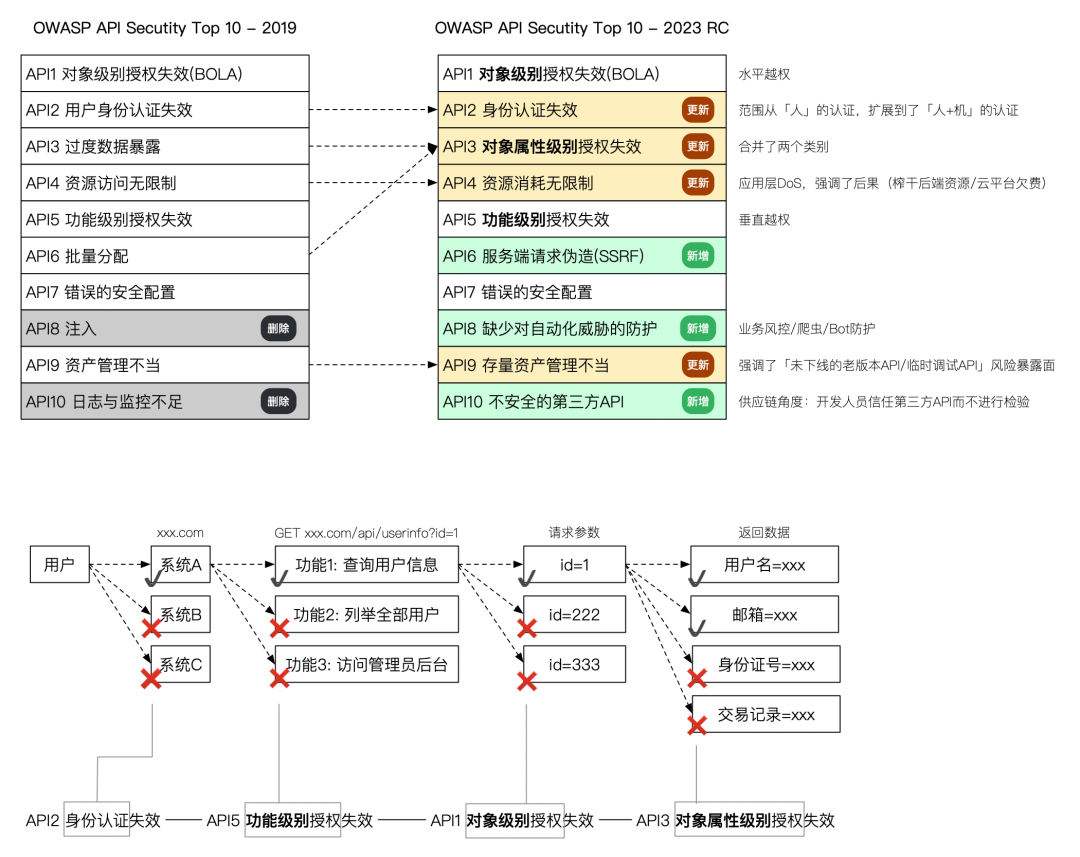 OWASP API Secutity Top 10 – 2019
OWASP API Secutity Top 10 – 2023 RC
API1 对象级别授权失效(BOLA)
API1 对象级别授权失效(BOLA)
水平越权
API2 用户身份认证失效
API2 身份认证失效
更新
范围从「人」的认证，扩展到了「人+机」的认证
API3 过度数据暴露
API3 对象属性级别授权失效
更新
合并了两个类别
API4 资源访问无限制
API4 资源消耗无限制
更新
应用层DoS，强调了后果（榨干后端资源/云平台欠费）
API5 功能级别授权失效
API5 功能级别授权失效
垂直越权
API6 批量分配
API6 服务端请求伪造(SSRF)
新增
API7 错误的安全配置
API7 错误的安全配置
API8 注入
删除
API8 缺少对自动化威胁的防护
新增
业务风控/爬虫/Bot防护
API9 资产管理不当
API9 存量资产管理不当
更新
强调了「未下线的老版本API/临时调试API」风险暴露面
API10 日志与监控不足
删除
API10 不安全的第三方API
新增
供应链角度：开发人员信任第三方API而不进行检验
xxx.com
GET xxx.com/api/userinfo?id=1
请求参数
返回数据
用户
系统A
功能1: 查询用户信息
id=1
用户名=xxx
系统B
功能2: 列举全部用户
id=222
邮箱=xxx
系统C
功能3: 访问管理员后台
id=333
身份证号=xxx
交易记录=xxx
API2 身份认证失效
API5 功能级别授权失效
API1 对象级别授权失效
API3 对象属性级别授权失效